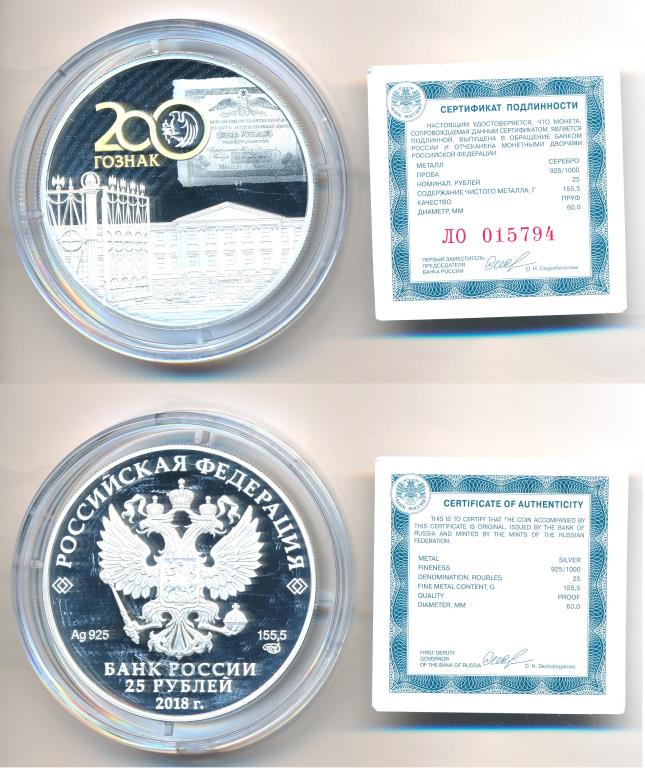 200
ГОЗНАК
БАНК РОССИИ
СЕРТИФИКАТ ПОДЛИННОСТИ
НАСТОЯЩИМ УДОСТОВЕРЯЕТСЯ, ЧТО МОНЕТА,
СОПРОВОЖДАЕМАЯ ДАННЫМ СЕРТИФИКАТОМ, ЯВЛЯЕТСЯ
ПОДЛИННОЙ, ВЫПУЩЕНА В ОБРАЩЕНИЕ БАНКОМ
РОССИИ И ОТЧЕКАНЕНА МОНЕТНЫМИ ДВОРАМИ
РОССИЙСКОЙ ФЕДЕРАЦИИ.
МЕТАЛЛ СЕРЕБРО
ПРОБА 925/1000
НОМИНАЛ, РУБЛЕЙ 25
СОДЕРЖАНИЕ ЧИСТОГО МЕТАЛЛА, Г 155,5
КАЧЕСТВО ПРУФ
ДИАМЕТР, ММ 60,0
ЛО 015794
ПЕРВЫЙ ЗАМЕСТИТЕЛЬ
ПРЕДСЕДАТЕЛЯ
БАНКА РОССИИ О. Н. Скоробогатова
РОССИЙСКАЯ ФЕДЕРАЦИЯ
Ag 925 155,5
БАНК РОССИИ
25 РУБЛЕЙ
2018 г.
БАНК РОССИИ
CERTIFICATE OF AUTHENTICITY
THIS IS TO CERTIFY THAT THE COIN ACCOMPANIED BY
THIS CERTIFICATE IS ORIGINAL, ISSUED BY THE BANK OF
RUSSIA AND MINTED BY THE MINTS OF THE RUSSIAN
FEDERATION.
METAL SILVER
FINENESS 925/1000
DENOMINATION, ROUBLES 25
FINE METAL CONTENT, G 155,5
QUALITY PROOF
DIAMETER, MM 60,0
FIRST DEPUTY
GOVERNOR
OF THE BANK OF RUSSIA O. N. Skorobogatova